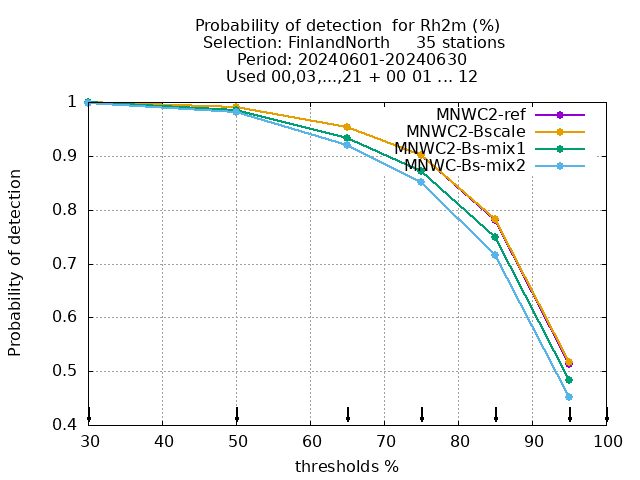 Probability of detection  for Rh2m (%)
Selection: FinlandNorth     35 stations
Period: 20240601-20240630
Used 00,03,...,21 + 00 01 ... 12
MNWC2-ref
MNWC2-Bscale
MNWC2-Bs-mix1
MNWC-Bs-mix2
Probability of detection
1
0.9
0.8
0.7
0.6
0.5
0.4
30 40 50 60 70 80 90 100
thresholds %